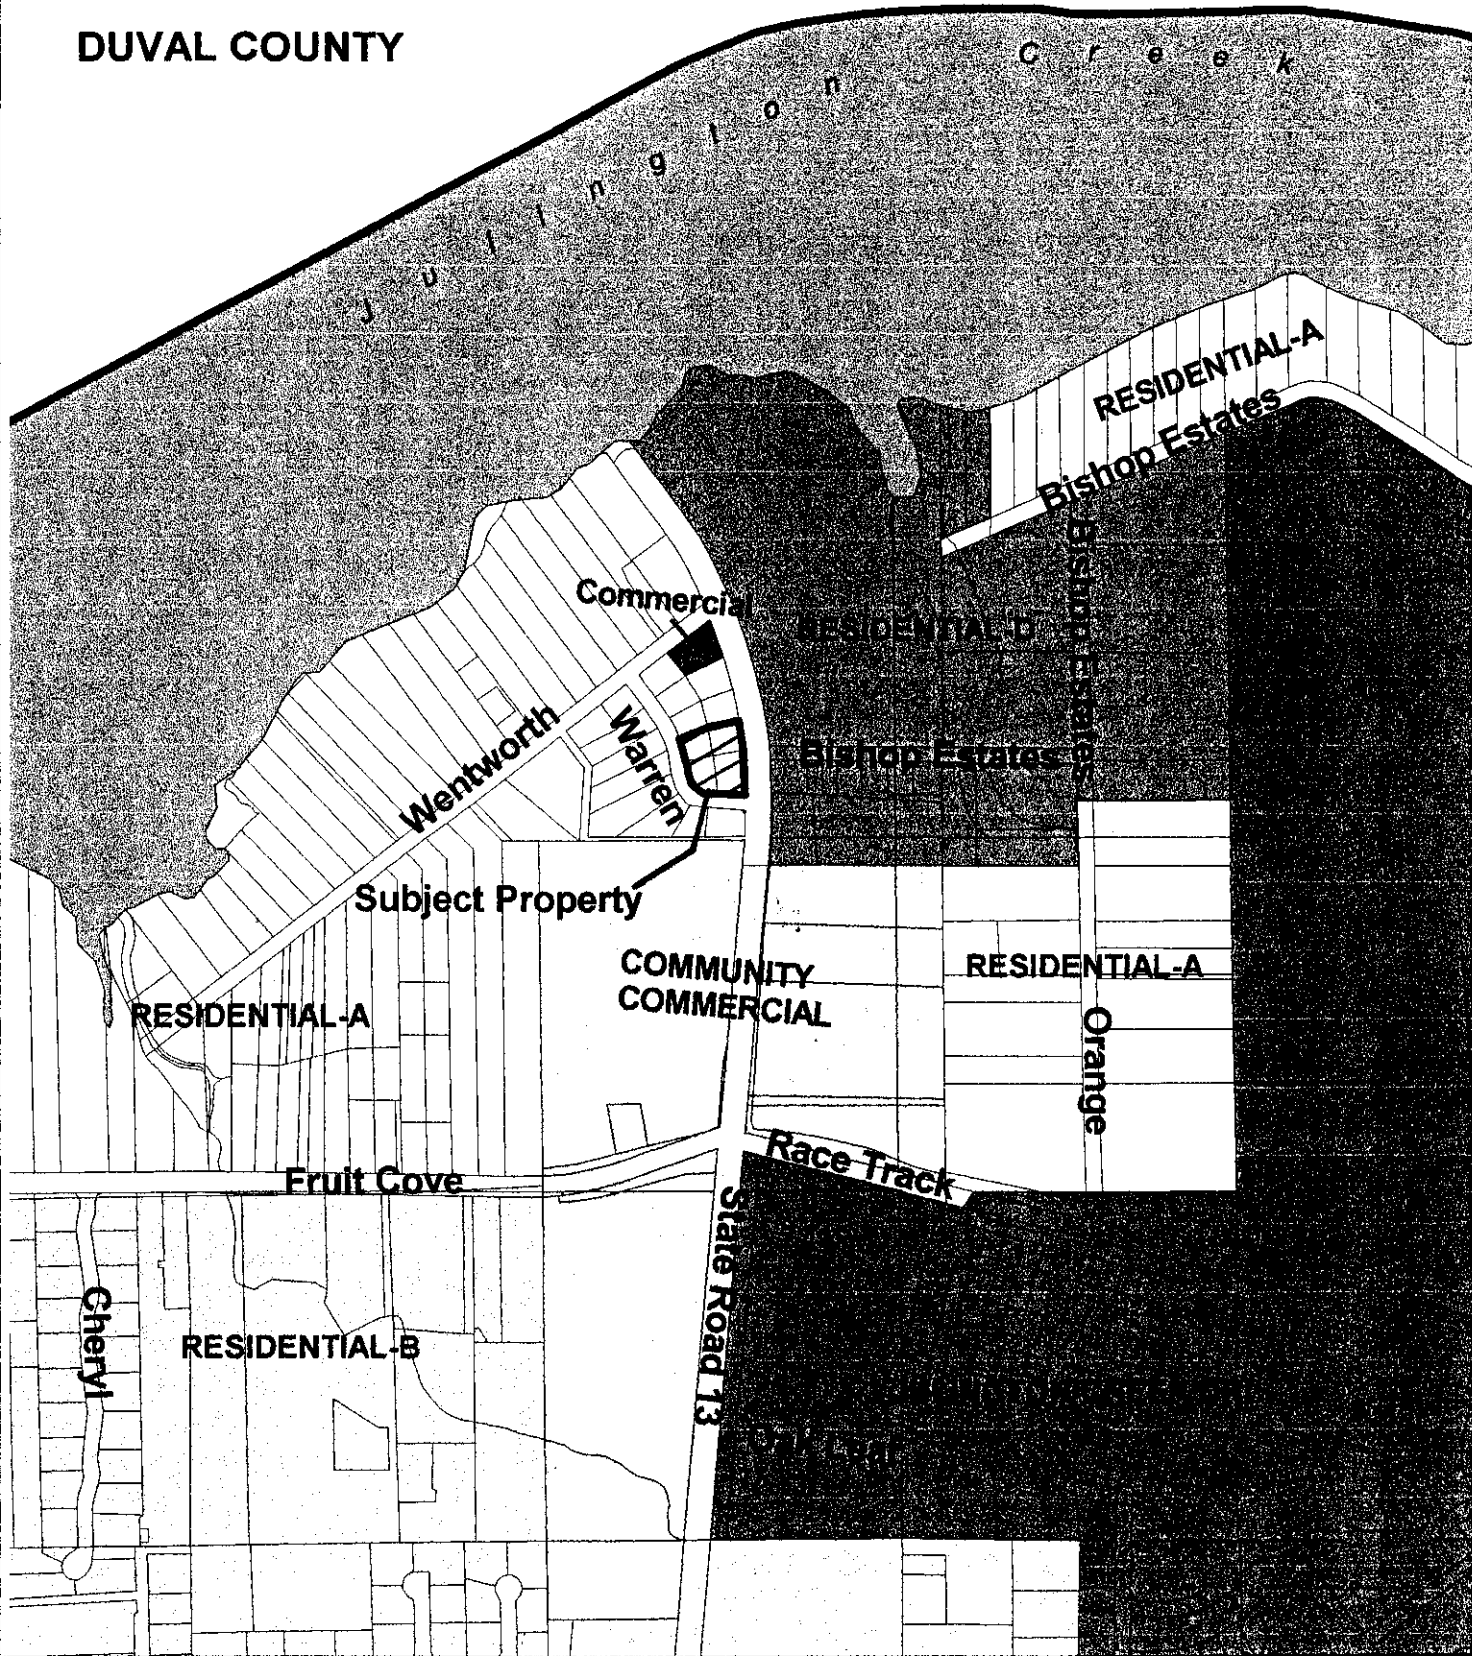 DUVAL COUNTY
Julington Creek
RESIDENTIAL-A
Bishop Estates
Bishop Estates
Commercial
RESIDENTIAL-D
Wentworth
Warren
Bishop Estates
Subject Property
COMMUNITY
COMMERCIAL
RESIDENTIAL-A
RESIDENTIAL-A
Orange
Race Track
Fruit Cove
State Road 13
Cheryl
RESIDENTIAL-B
Oak Leaf